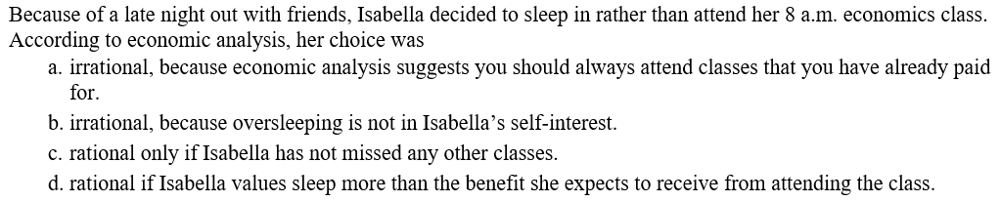 Because of a late night out with friends, Isabella decided to sleep in rather than attend her 8 a.m. economics class.
According to economic analysis, her choice was
a. irrational, because economic analysis suggests you should always attend classes that you have already paid
for.
b. irrational, because oversleeping is not in Isabella’s self-interest.
c. rational only if Isabella has not missed any other classes.
d. rational if Isabella values sleep more than the benefit she expects to receive from attending the class.